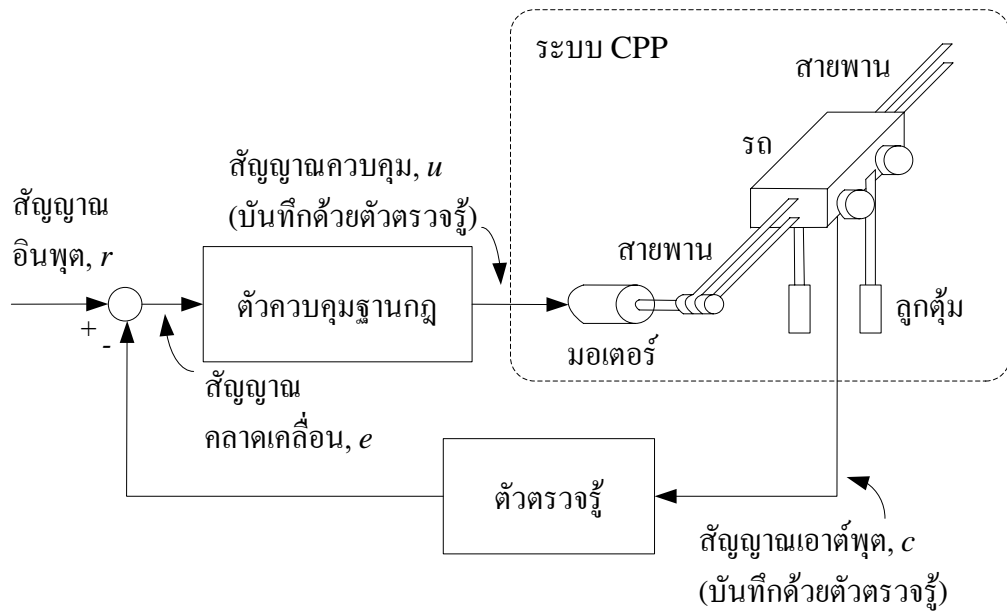 ระบบ CPP
สายพาน
รถ
สัญญาณควบคุม, u
(บันทึกด้วยตัวตรวจรู้)
สัญญาณ
อินพุต, r
สายพาน
ตัวควบคุมฐานกฎ
ลูกตุ้ม
+
-
มอเตอร์
สัญญาณ
คลาดเคลื่อน, e
ตัวตรวจรู้
สัญญาณเอาต์พุต, c
(บันทึกด้วยตัวตรวจรู้)